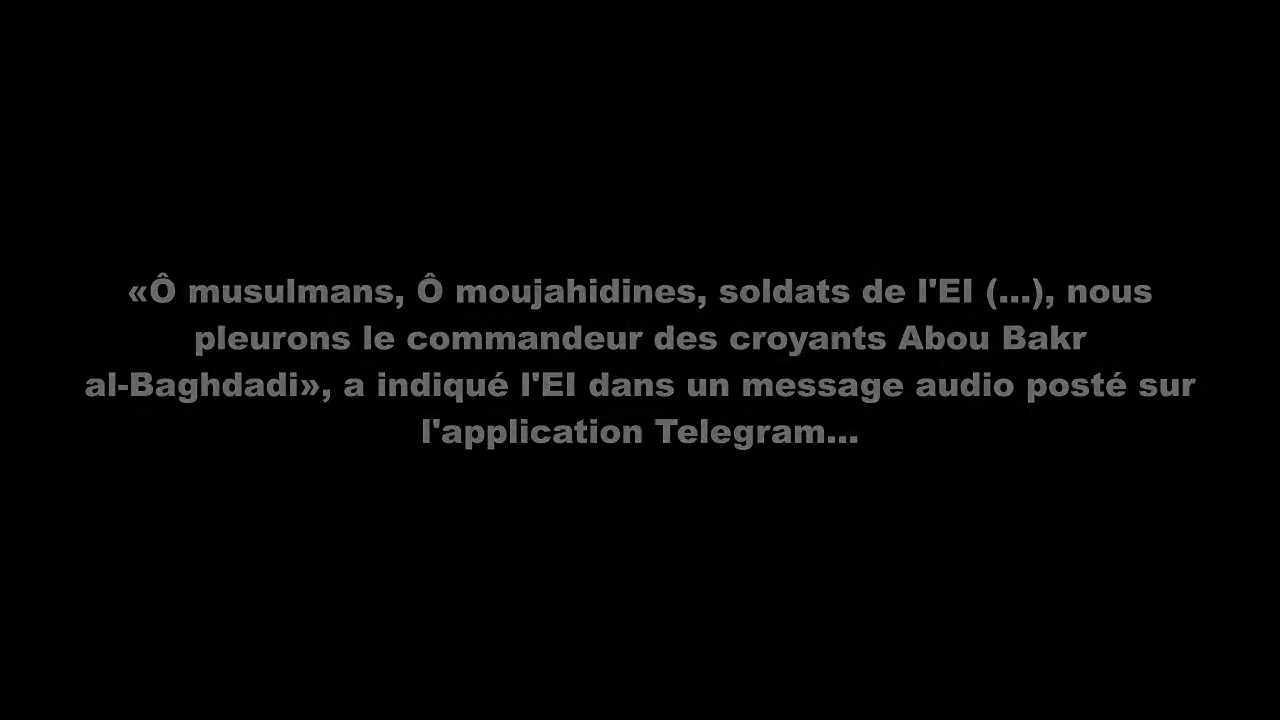 «Ô musulmans, Ô moujahidines, soldats de l'EI (...), nous
pleurons le commandeur des croyants Abou Bakr
al-Baghdadi», a indiqué l'EI dans un message audio posté sur
l'application Telegram...